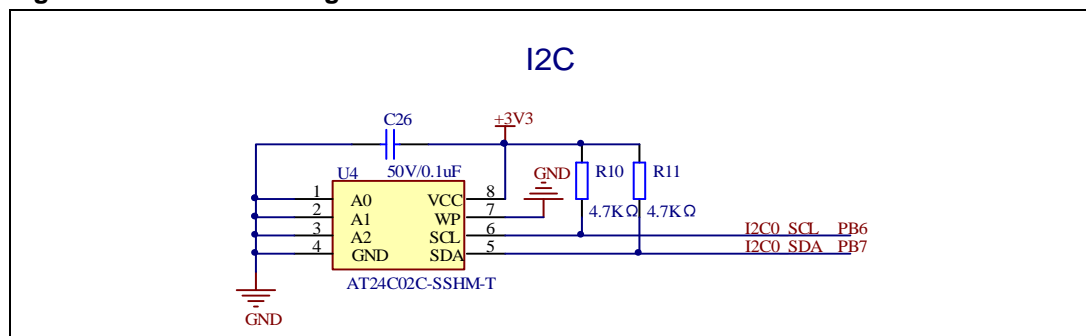 I2C
C26
+3V3
U4
50V/0.1uF
GND
R10
R11
1 A0 VCC 8
2 A1 WP 7
3 A2 SCL 6
4 GND SDA 5
4.7KΩ 4.7KΩ
I2C0_SCL PB6
I2C0_SDA PB7
AT24C02C-SSHM-T
GND